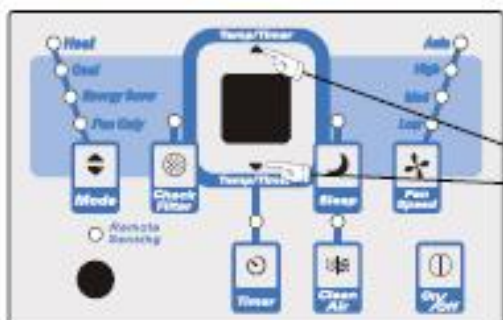 Heat
Cool
Energy Saver
Fan Only
Mode
Check
Filter
Temp/Timer
Temp/Timer
Auto
High
Med
Low
Sleep
Fan
Speed
Remote
Sensing
Timer
Clean
Air
On/
Off